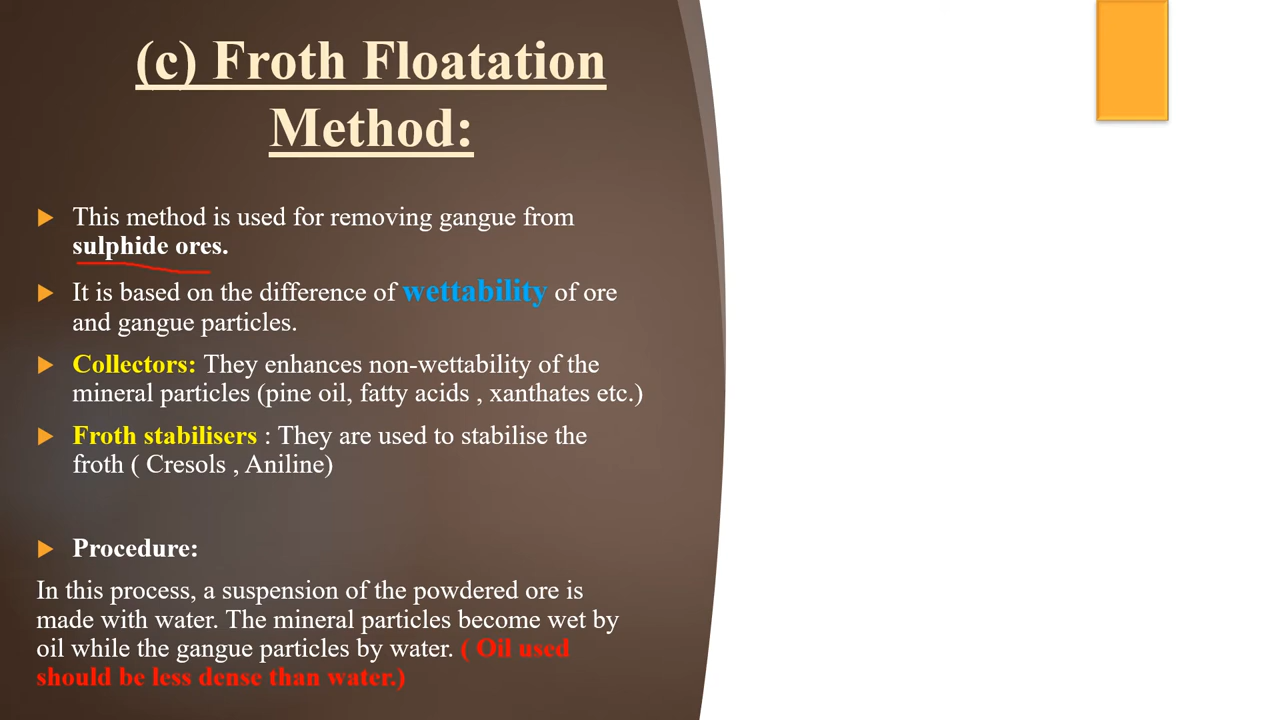 (c) Froth Floatation
Method:
This method is used for removing gangue from
sulphide ores.
It is based on the difference of wettability of ore
and gangue particles.
Collectors: They enhances non-wettability of the
mineral particles (pine oil, fatty acids , xanthates etc.)
Froth stabilisers : They are used to stabilise the
froth ( Cresols , Aniline)
Procedure:
In this process, a suspension of the powdered ore is
made with water. The mineral particles become wet by
oil while the gangue particles by water. ( Oil used
should be less dense than water.)